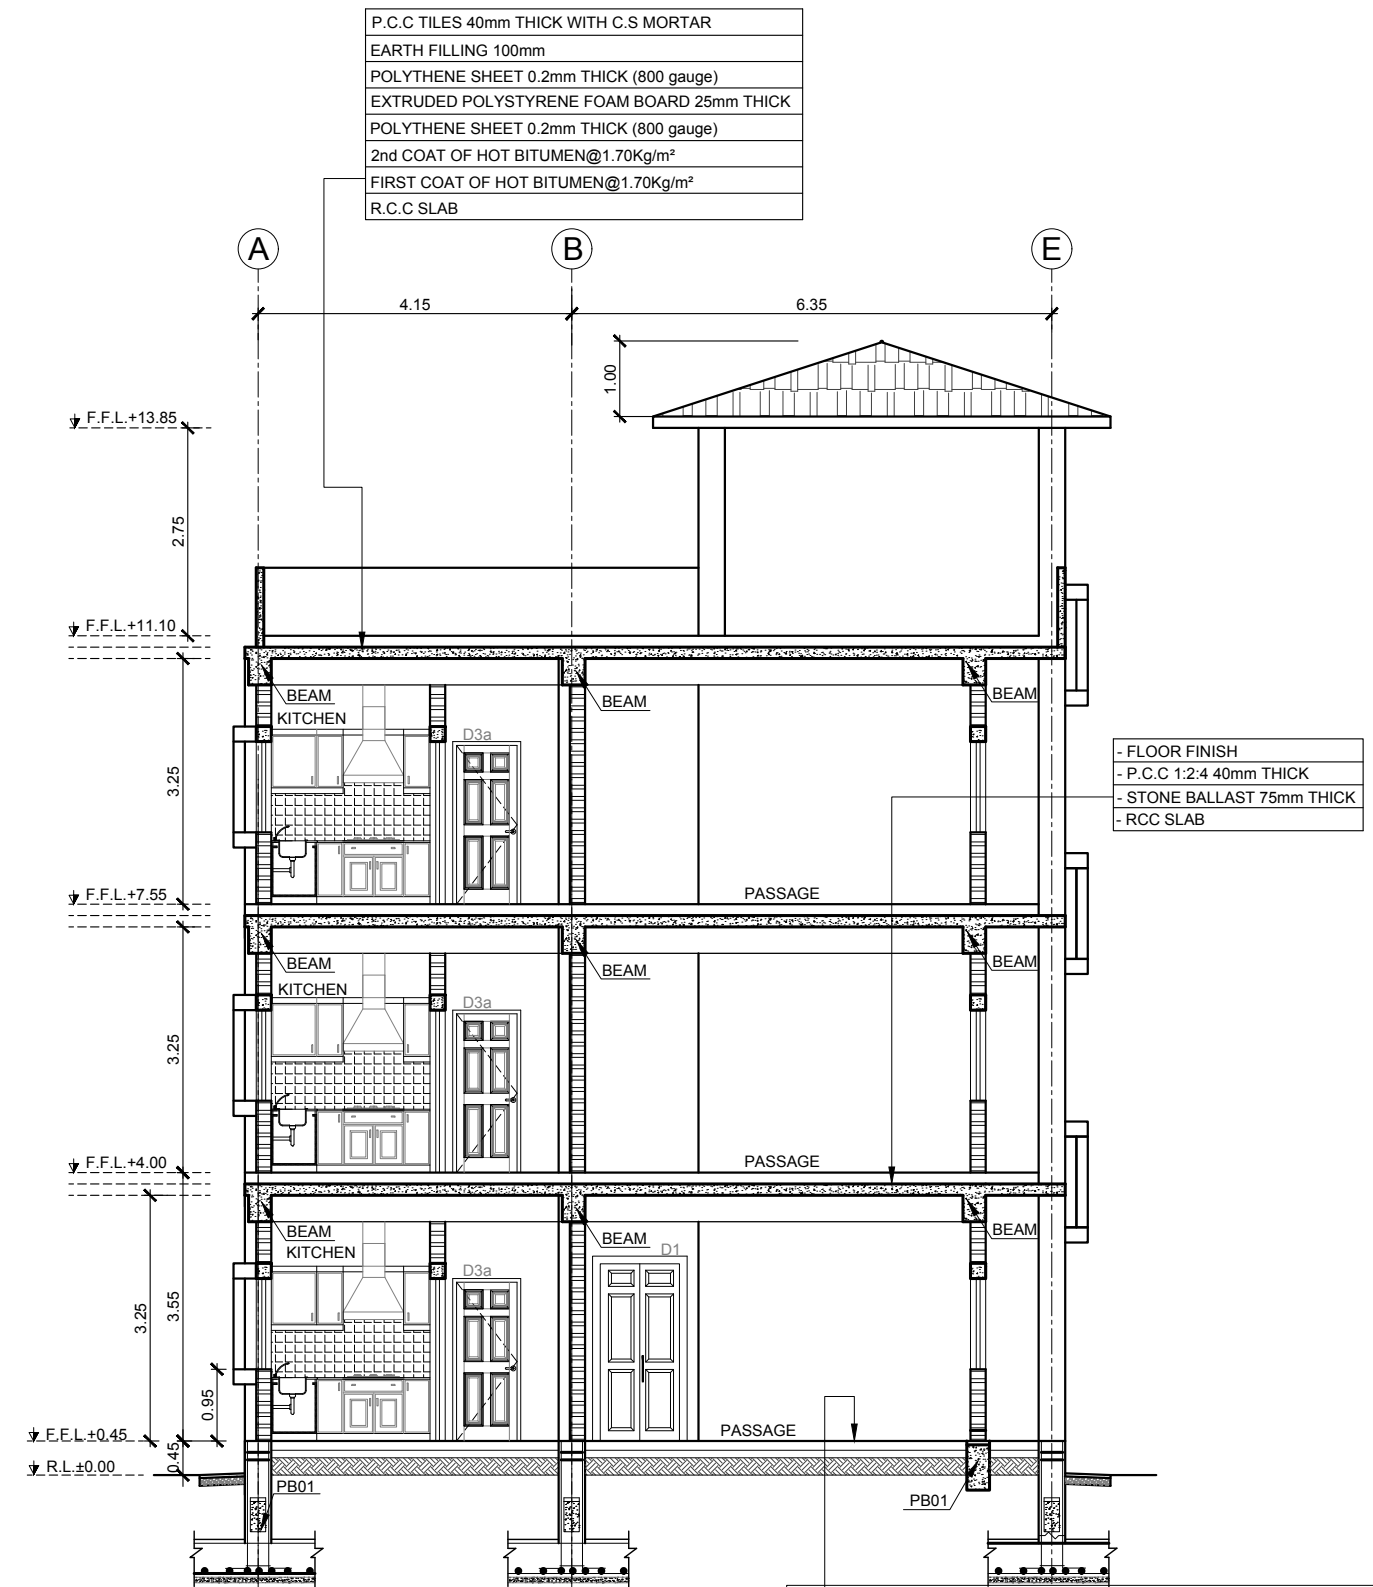 P.C.C TILES 40mm THICK WITH C.S MORTAR
EARTH FILLING 100mm
POLYTHENE SHEET 0.2mm THICK (800 gauge)
EXTRUDED POLYSTYRENE FOAM BOARD 25mm THICK
POLYTHENE SHEET 0.2mm THICK (800 gauge)
2nd COAT OF HOT BITUMEN@1.70Kg/m²
FIRST COAT OF HOT BITUMEN@1.70Kg/m²
R.C.C SLAB
A
B
E
4.15
6.35
1.00
F.F.L.+13.85
2.75
F.F.L.+11.10
BEAM
BEAM
BEAM
KITCHEN
D3a
3.25
- FLOOR FINISH
- P.C.C 1:2:4 40mm THICK
- STONE BALLAST 75mm THICK
- RCC SLAB
F.F.L.+7.55
PASSAGE
BEAM
BEAM
BEAM
KITCHEN
D3a
3.25
F.F.L.+4.00
PASSAGE
BEAM
BEAM
BEAM
KITCHEN
D1
D3a
3.25
3.55
0.95
F.F.L.±0.45
PASSAGE
0.45
R.L.±0.00
PB01
PB01